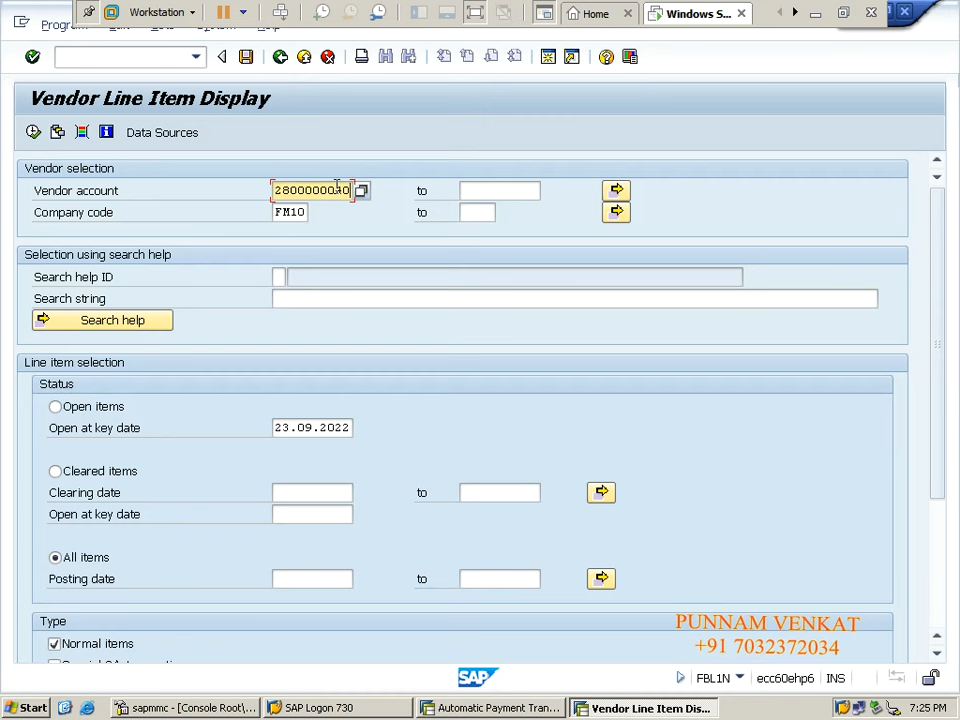 Workstation
Home
Windows S...
Program
Help
Vendor Line Item Display
Data Sources
Vendor selection
Vendor account 2800000040 to
Company code FM10 to
Selection using search help
Search help ID
Search string
Search help
Line item selection
Status
Open items
Open at key date 23.09.2022
Cleared items
Clearing date to
Open at key date
All items
Posting date to
Type
Normal items
PUNNAM VENKAT
+91 7032372034
SAP
FBL1N ecc60ehp6 INS
Start sapmmc - [Console Root\... SAP Logon 730 Automatic Payment Tran... Vendor Line Item Dis... 7:25 PM